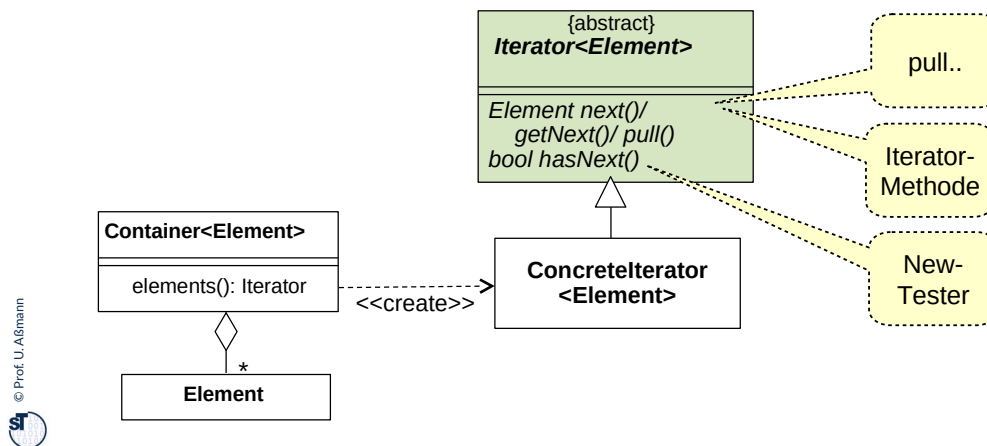 {abstract}
Iterator<Element>
Element next()/
getNext()/ pull()
bool hasNext()
pull..
Iterator-
Methode
New-
Tester
Container<Element>
elements(): Iterator
<<create>>
ConcreteIterator
<Element>
*
Element
© Prof. U. Aßmann
ST